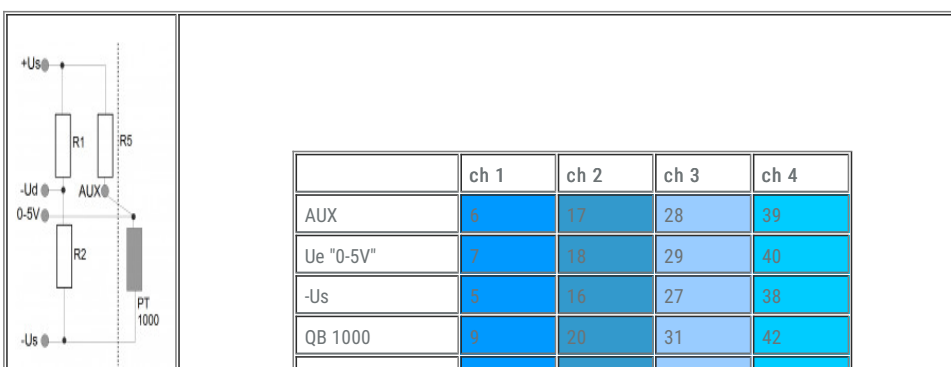 +Us
R1
R5
-Ud
AUX
0-5V
R2
PT
1000
-Us
ch 1 ch 2 ch 3 ch 4
AUX 6 17 28 39
Ue "0-5V" 7 18 29 40
-Us 5 16 27 38
QB 1000 9 20 31 42